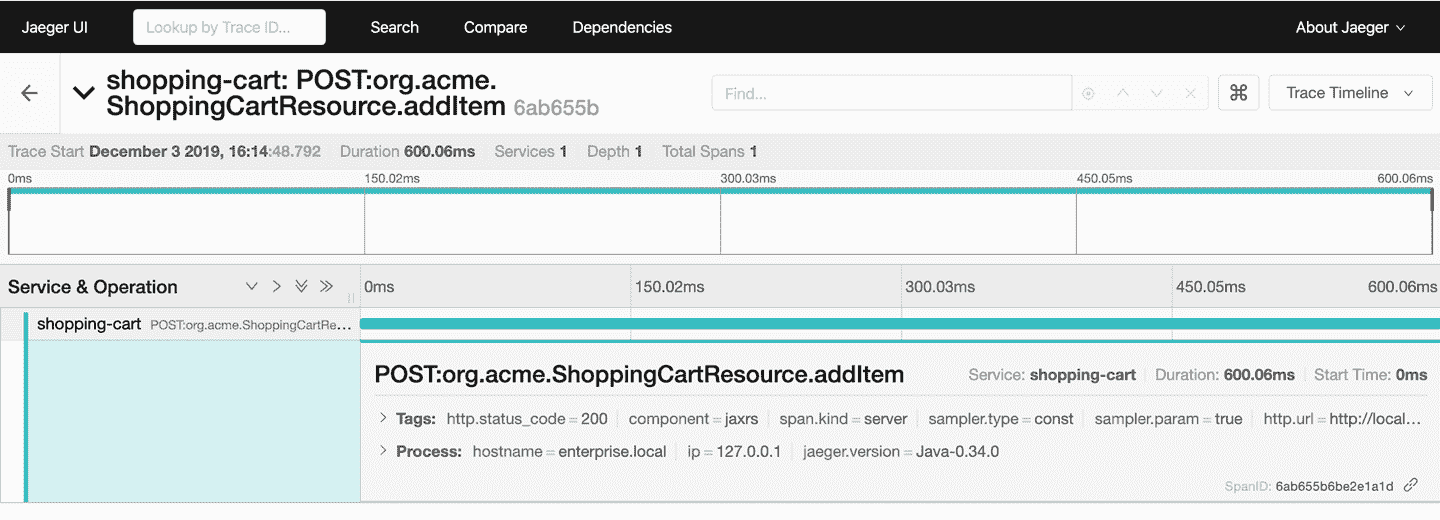 Jaeger UI Lookup by Trace ID... Search Compare Dependencies About Jaeger
shopping-cart: POST:org.acme.
ShoppingCartResource.addItem 6ab655b Find... ⌘ Trace Timeline
Trace Start December 3 2019, 16:14:48.792 Duration 600.06ms Services 1 Depth 1 Total Spans 1
0ms 150.02ms 300.03ms 450.05ms 600.06ms
Service & Operation 0ms 150.02ms 300.03ms 450.05ms 600.06ms
shopping-cart POST:org.acme.ShoppingCartRe...
POST:org.acme.ShoppingCartResource.addItem Service: shopping-cart Duration: 600.06ms Start Time: 0ms
Tags: http.status_code = 200 component = jaxrs span.kind = server sampler.type = const sampler.param = true http.url = http://local...
Process: hostname = enterprise.local ip = 127.0.0.1 jaeger.version = Java-0.34.0
SpanID: 6ab655b6be2e1a1d